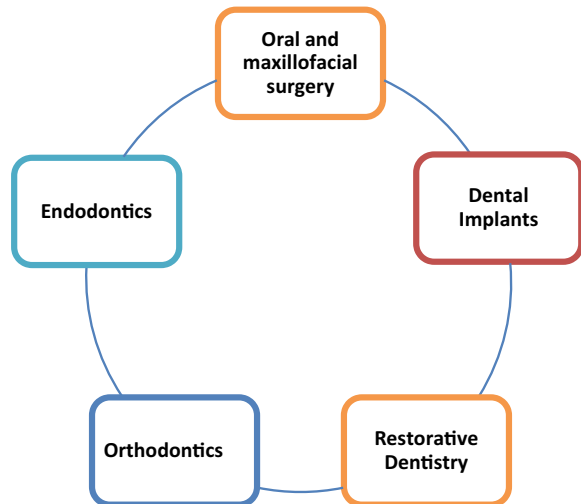 Oral and
maxillofacial
surgery
Dental
Implants
Restorative
Dentistry
Orthodontics
Endodontics